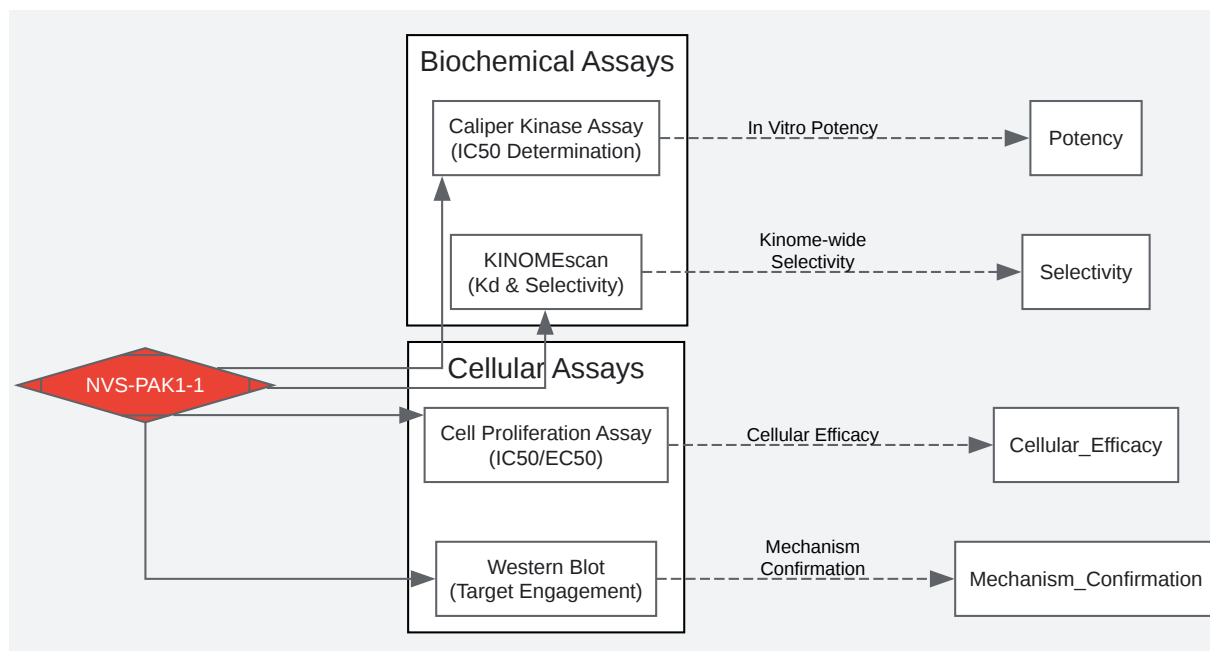 Biochemical Assays
Caliper Kinase Assay
(IC50 Determination)
In Vitro Potency
Potency
KINOMEscan
(Kd & Selectivity)
Kinome-wide
Selectivity
Selectivity
NVS-PAK1-1
Cellular Assays
Cell Proliferation Assay
(IC50/EC50)
Cellular Efficacy
Cellular_Efficacy
Western Blot
(Target Engagement)
Mechanism
Confirmation
Mechanism_Confirmation